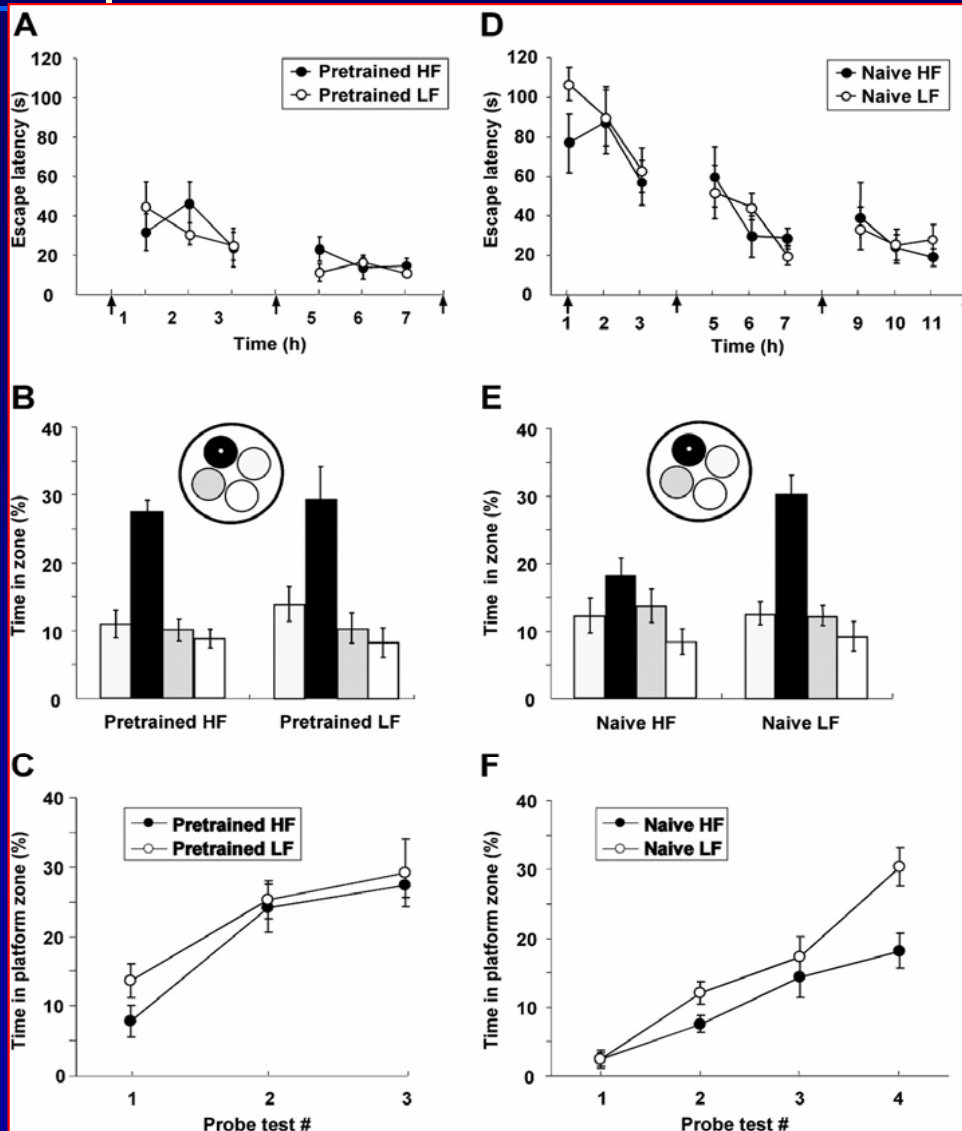 A
120
100
80
60
40
20
0
Escape latency (s)
Pretrained HF
Pretrained LF
1 2 3 5 6 7
Time (h)
D
120
100
80
60
40
20
0
Escape latency (s)
Naive HF
Naive LF
1 2 3 5 6 7 9 10 11
Time (h)
B
40
30
20
10
0
Time in zone (%)
Pretrained HF Pretrained LF
E
40
30
20
10
0
Time in zone (%)
Naive HF Naive LF
C
40
30
20
10
0
Time in platform zone (%)
Pretrained HF
Pretrained LF
1 2 3
Probe test #
F
40
30
20
10
0
Time in platform zone (%)
Naive HF
Naive LF
1 2 3 4
Probe test #